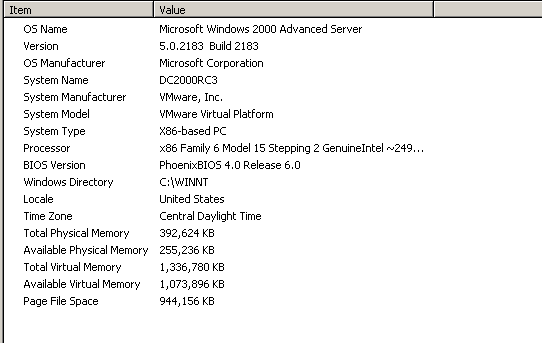 Item Value
OS Name Microsoft Windows 2000 Advanced Server
Version 5.0.2183 Build 2183
OS Manufacturer Microsoft Corporation
System Name DC2000RC3
System Manufacturer VMware, Inc.
System Model VMware Virtual Platform
System Type X86-based PC
Processor x86 Family 6 Model 15 Stepping 2 GenuineIntel ~249...
BIOS Version PhoenixBIOS 4.0 Release 6.0
Windows Directory C:\WINNT
Locale United States
Time Zone Central Daylight Time
Total Physical Memory 392,624 KB
Available Physical Memory 255,236 KB
Total Virtual Memory 1,336,780 KB
Available Virtual Memory 1,073,896 KB
Page File Space 944,156 KB